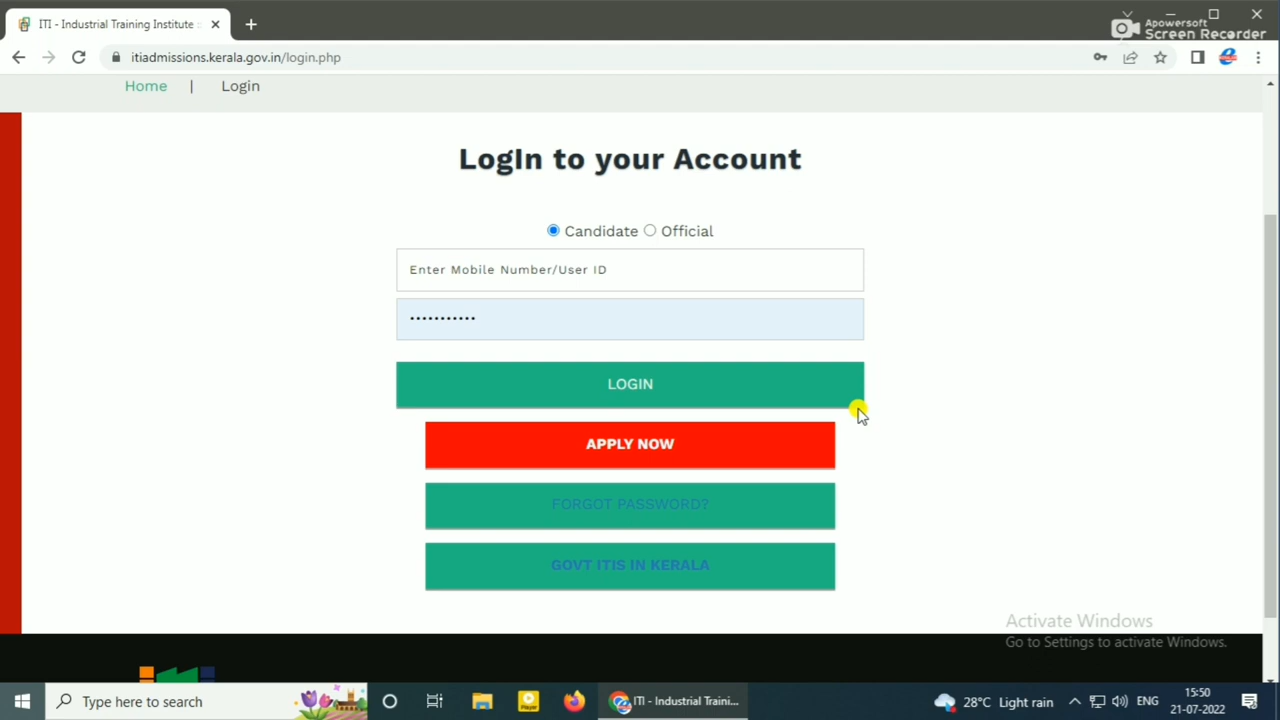 ITI - Industrial Training Institute :
Apowersoft
Screen Recorder
itiadmissions.kerala.gov.in/login.php
Home | Login
LogIn to your Account
Candidate Official
Enter Mobile Number/User ID
•••••••••••
LOGIN
APPLY NOW
FORGOT PASSWORD?
GOVT ITIS IN KERALA
Activate Windows
Go to Settings to activate Windows.
Type here to search
Player
ITI - Industrial Traini...
28°C Light rain
ENG
15:50
21-07-2022